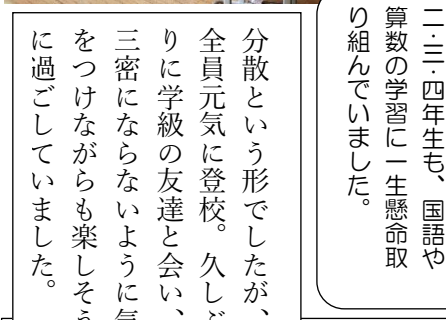 二・三・四年生も、国語や
算数の学習に一生懸命取
り組んでいました。
分散という形でしたが、
全員元気に登校。久しぶ
りに学級の友達と会い、
三密にならないように気
をつけながらも楽しそう
に過ごしていました。